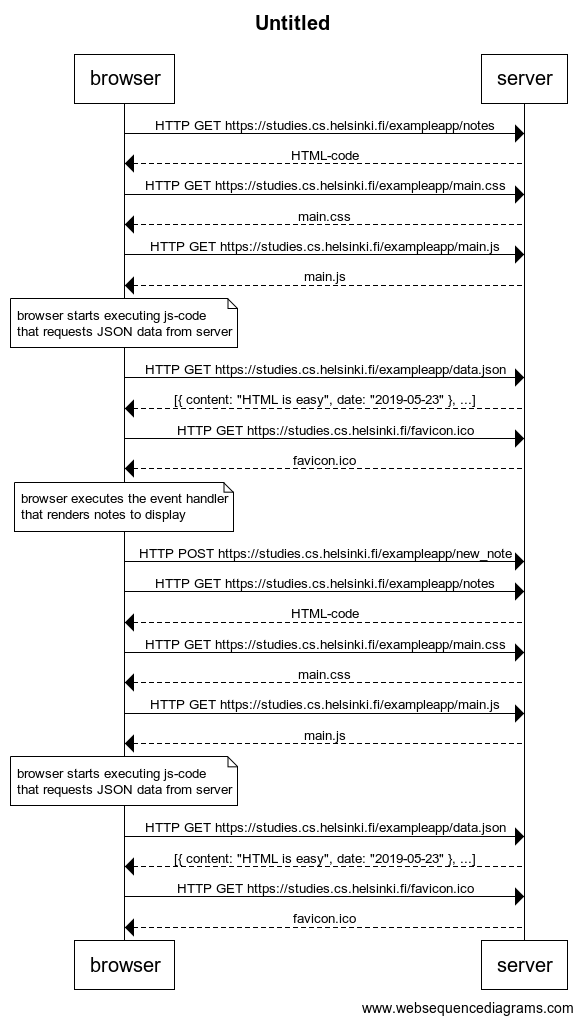 Untitled
browser
server
HTTP GET https://studies.cs.helsinki.fi/exampleapp/notes
HTML-code
HTTP GET https://studies.cs.helsinki.fi/exampleapp/main.css
main.css
HTTP GET https://studies.cs.helsinki.fi/exampleapp/main.js
main.js
browser starts executing js-code
that requests JSON data from server
HTTP GET https://studies.cs.helsinki.fi/exampleapp/data.json
[{ content: "HTML is easy", date: "2019-05-23" }, ...]
HTTP GET https://studies.cs.helsinki.fi/favicon.ico
favicon.ico
browser executes the event handler
that renders notes to display
HTTP POST https://studies.cs.helsinki.fi/exampleapp/new_note
HTTP GET https://studies.cs.helsinki.fi/exampleapp/notes
HTML-code
HTTP GET https://studies.cs.helsinki.fi/exampleapp/main.css
main.css
HTTP GET https://studies.cs.helsinki.fi/exampleapp/main.js
main.js
browser starts executing js-code
that requests JSON data from server
HTTP GET https://studies.cs.helsinki.fi/exampleapp/data.json
[{ content: "HTML is easy", date: "2019-05-23" }, ...]
HTTP GET https://studies.cs.helsinki.fi/favicon.ico
favicon.ico
browser
server
www.websequencediagrams.com